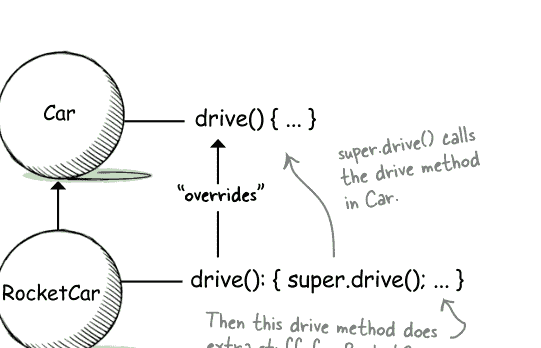 Car
drive() { ... }
super.drive() calls
the drive method
in Car.
“overrides”
RocketCar
drive(): { super.drive(); ... }
Then this drive method does